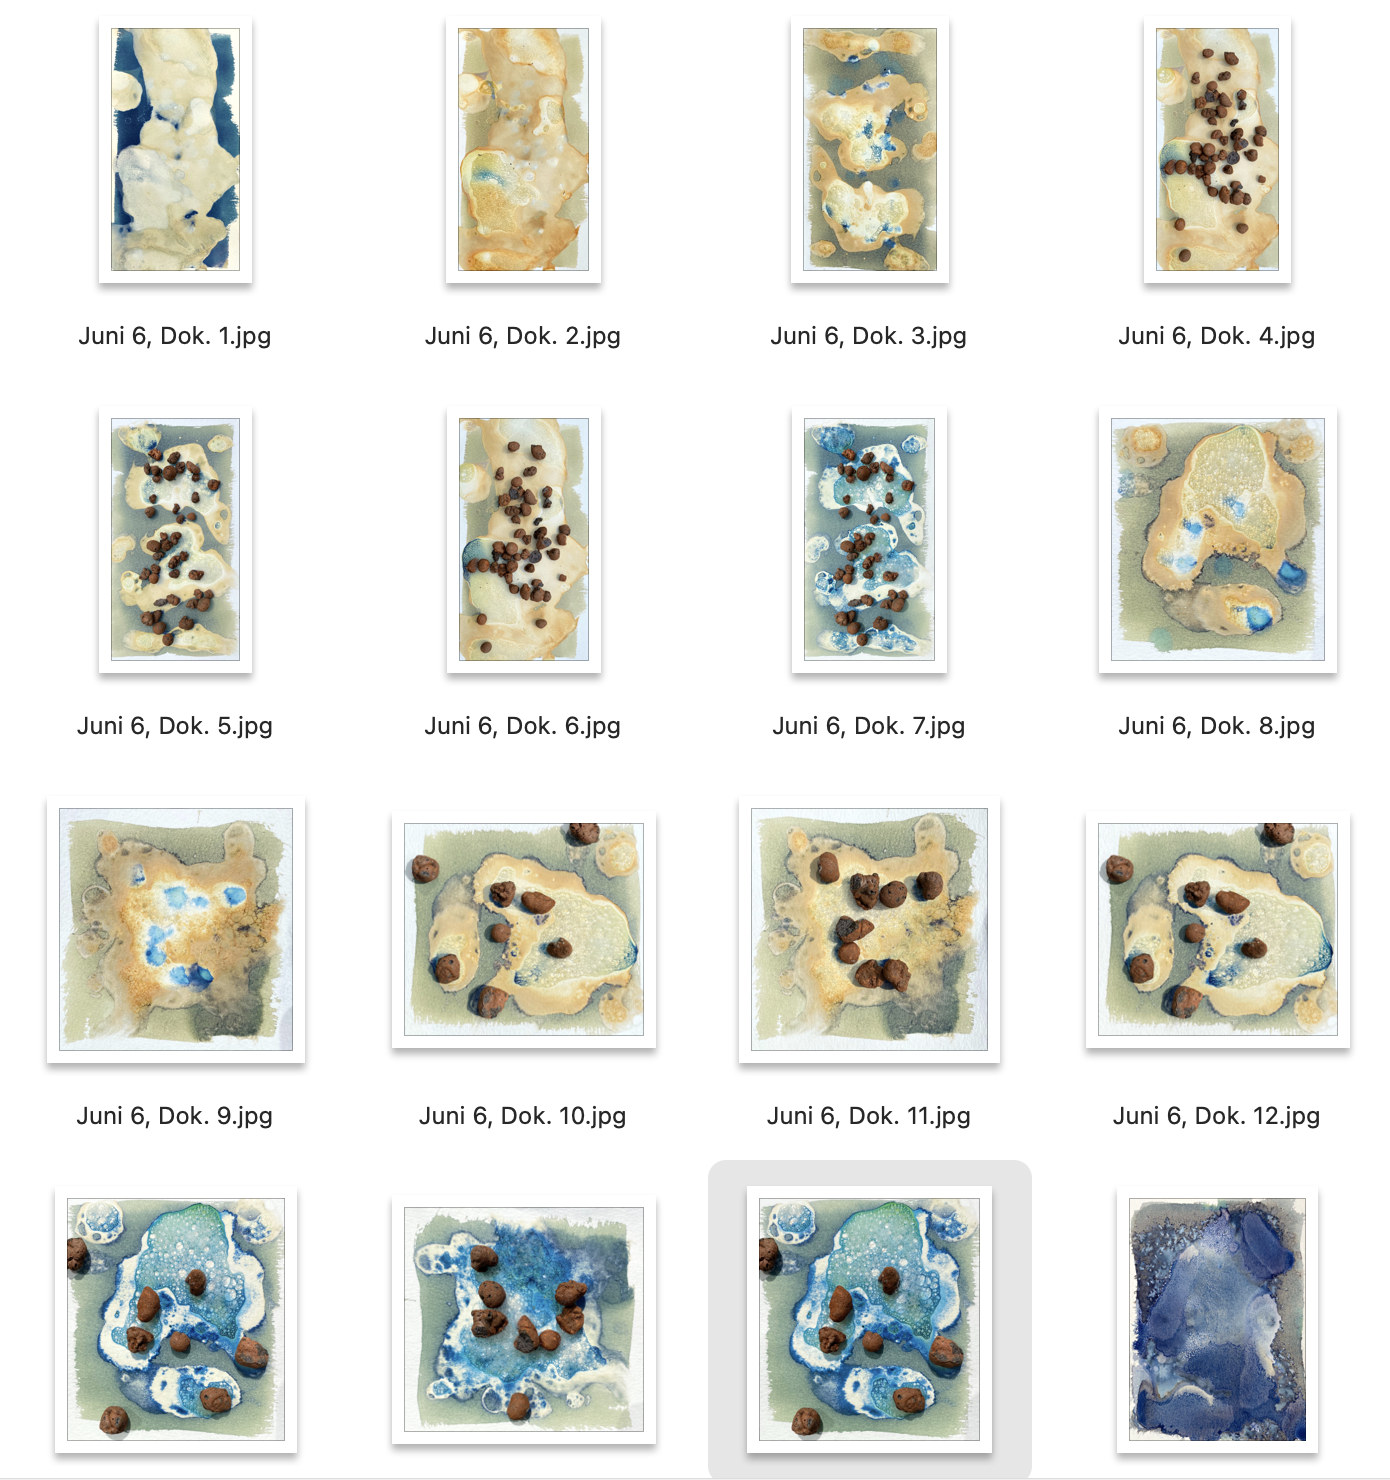 Juni 6, Dok. 1.jpg
Juni 6, Dok. 2.jpg
Juni 6, Dok. 3.jpg
Juni 6, Dok. 4.jpg
Juni 6, Dok. 5.jpg
Juni 6, Dok. 6.jpg
Juni 6, Dok. 7.jpg
Juni 6, Dok. 8.jpg
Juni 6, Dok. 9.jpg
Juni 6, Dok. 10.jpg
Juni 6, Dok. 11.jpg
Juni 6, Dok. 12.jpg